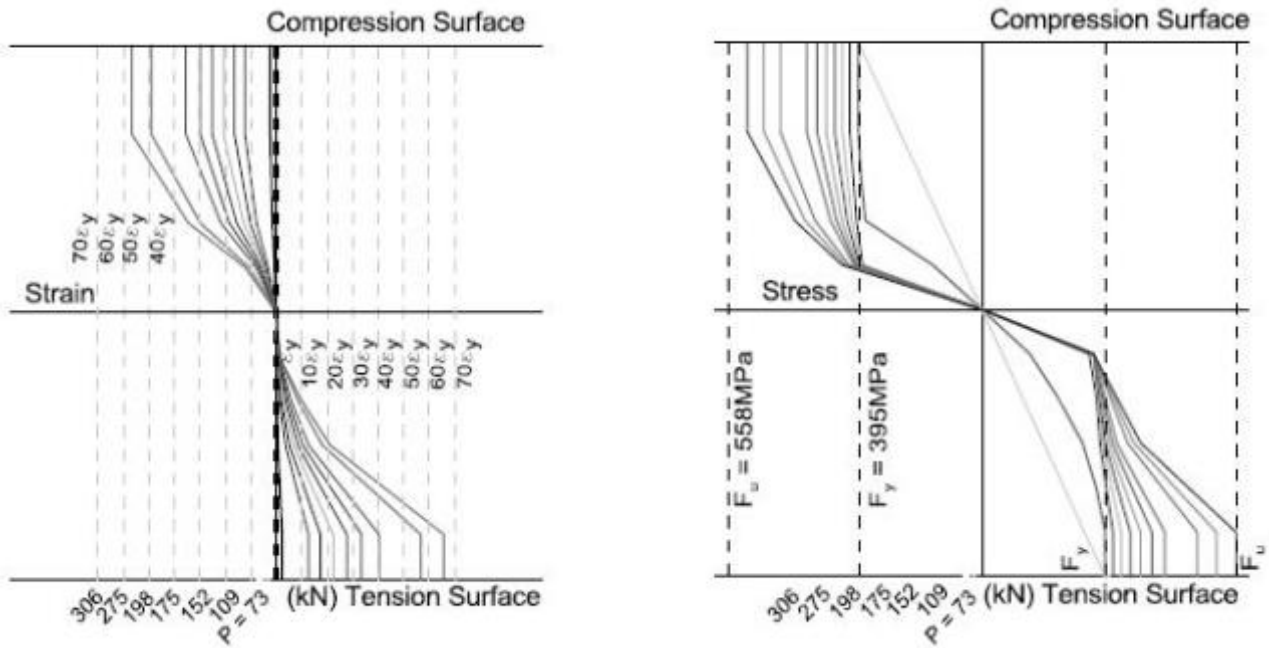 Compression Surface
70εy
60εy
50εy
40εy
Strain
εy
10εy
20εy
30εy
40εy
50εy
60εy
70εy
306
275
198
175
152
109
P = 73
(kN) Tension Surface
Compression Surface
Stress
Fu = 558MPa
Fy = 395MPa
Fy
Fu
306
275
198
175
152
109
P = 73
(kN) Tension Surface